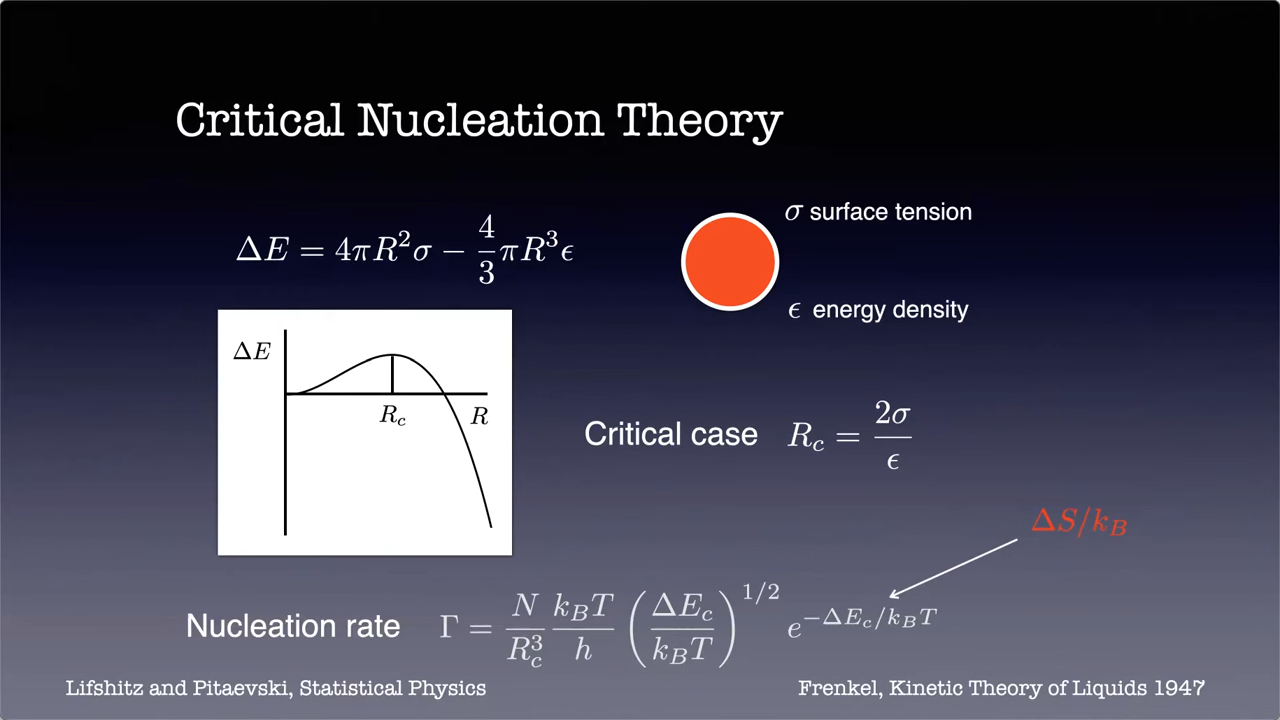 Critical Nucleation Theory
ΔE = 4πR²σ − 4/3 πR³ϵ
σ surface tension
ϵ energy density
ΔE
R_c
R
Critical case R_c = 2σ/ϵ
ΔS/k_B
Nucleation rate Γ = N/R_c³ k_BT/h (ΔE_c/k_BT)^{1/2} e^{−ΔE_c/k_BT}
Lifshitz and Pitaevski, Statistical Physics
Frenkel, Kinetic Theory of Liquids 1947